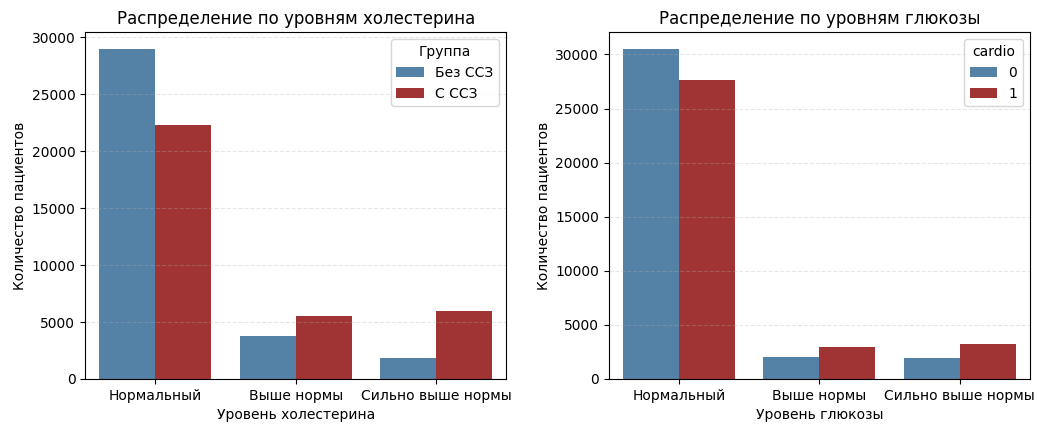 Распределение по уровням холестерина
Количество пациентов
30000
25000
20000
15000
10000
5000
0
Группа
Без ССЗ
С ССЗ
Нормальный
Выше нормы
Сильно выше нормы
Уровень холестерина
Распределение по уровням глюкозы
Количество пациентов
30000
25000
20000
15000
10000
5000
0
cardio
0
1
Нормальный
Выше нормы
Сильно выше нормы
Уровень глюкозы